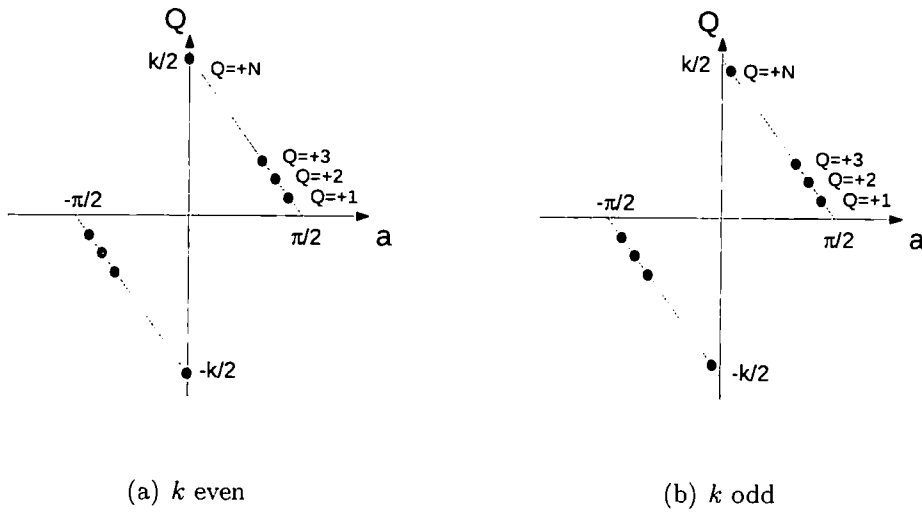 Q
k/2
Q=+N
Q=+3
Q=+2
Q=+1
-π/2
π/2
a
-k/2
(a) k even
Q
k/2
Q=+N
Q=+3
Q=+2
Q=+1
-π/2
π/2
a
-k/2
(b) k odd